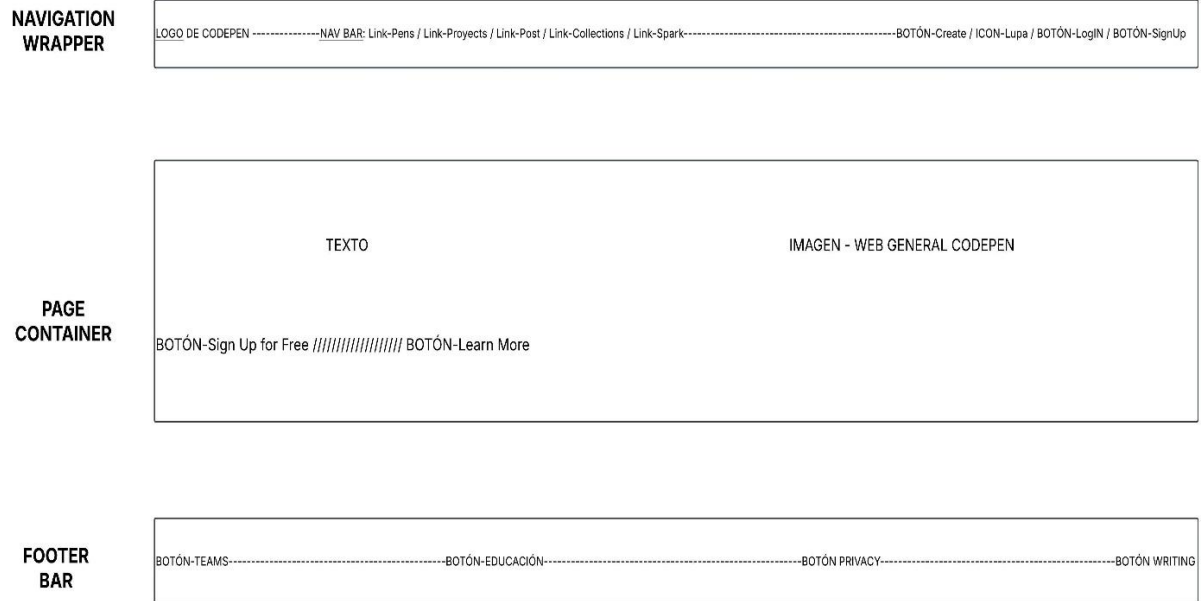 NAVIGATION
WRAPPER
LOGO DE CODEPEN ---------------NAV BAR: Link-Pens / Link-Proyects / Link-Post / Link-Collections / Link-Spark-----------------------------------------------BOTÓN-Create / ICON-Lupa / BOTÓN-LogIN / BOTÓN-SignUp
TEXTO
IMAGEN - WEB GENERAL CODEPEN
PAGE
CONTAINER
BOTÓN-Sign Up for Free /////////////////// BOTÓN-Learn More
FOOTER
BAR
BOTÓN-TEAMS------------------------------------------------BOTÓN-EDUCACIÓN---------------------------------------------------------BOTÓN PRIVACY----------------------------------------------------BOTÓN WRITING